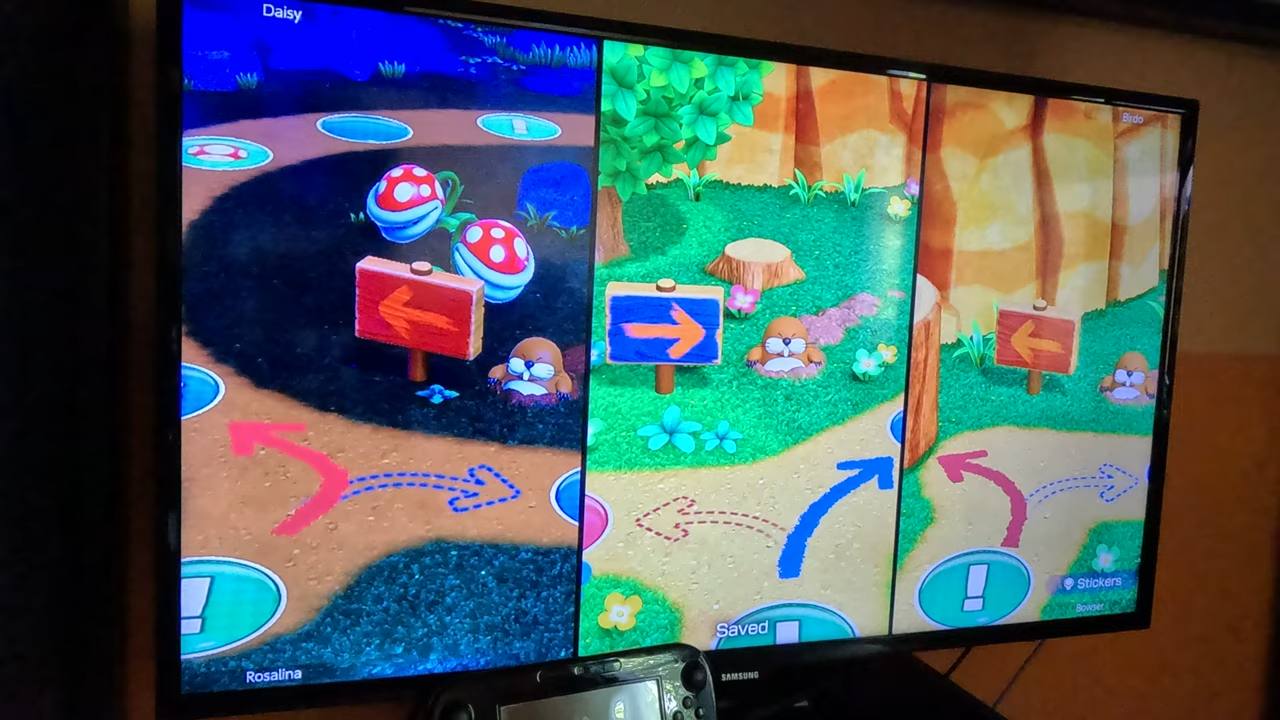 Daisy
Birdo
!
!
!
Stickers
Bowser
Saved
Rosalina
SAMSUNG